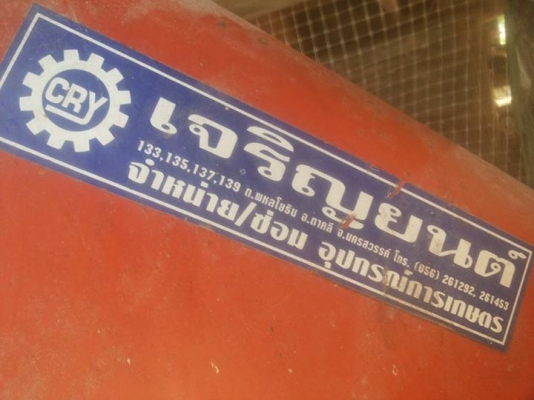 CRY
เจริญยนต์
133,135,137,139 ถ.พหลโยธิน อ.ตาคลี จ.นครสวรรค์ โทร. (056) 261292, 261453
จำหน่าย/ซ่อม อุปกรณ์การเกษตร